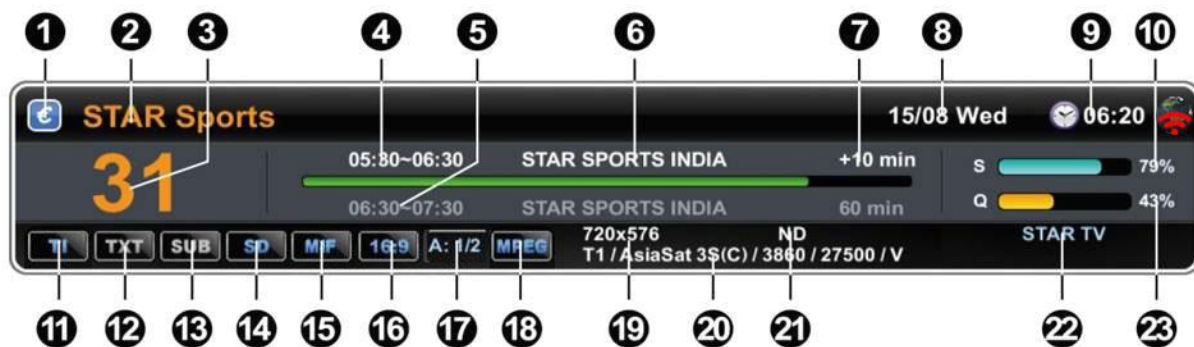 1 2 3 4 5 6 7 8 9 10
€ STAR Sports 15/08 Wed 06:20
31 05:30~06:30 STAR SPORTS INDIA +10 min S 79%
06:30~07:30 STAR SPORTS INDIA 60 min Q 43%
TI TXT SUB SD MIF 16:9 A: 1/2 MPEG 720x576 ND STAR TV
T1 / AsiaSat 3S(C) / 3860 / 27500 / V
11 12 13 14 15 16 17 18 19 20 21 22 23